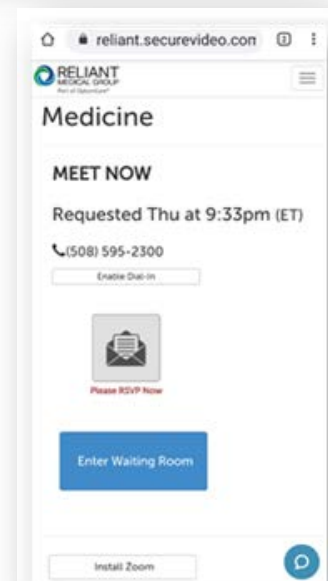 reliant.securevideo.com
RELIANT
MEDICAL GROUP
Part of OptumCare®
Medicine
MEET NOW
Requested Thu at 9:33pm (ET)
(508) 595-2300
Enable Dial-In
Please RSVP Now
Enter Waiting Room
Install Zoom